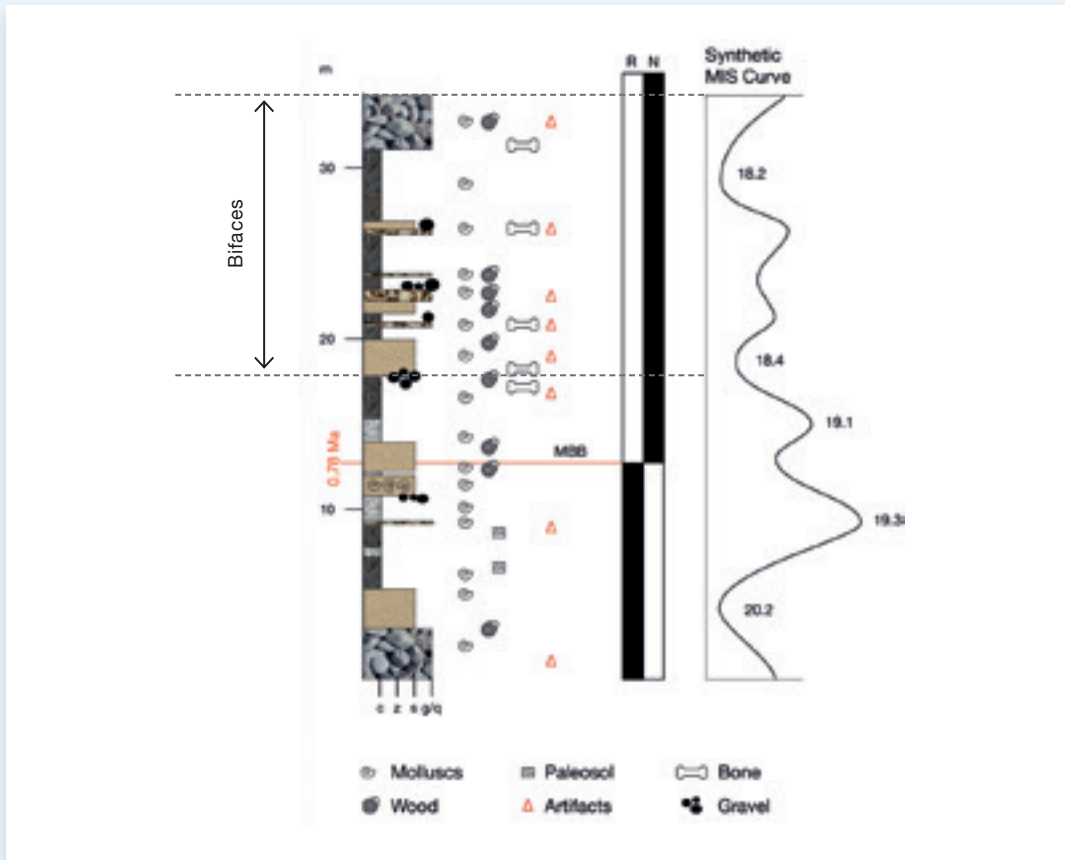 m
R N
Synthetic
MIS Curve
30
20
10
Bifaces
0.78 Ma
MBB
18.2
18.4
19.1
19.3
20.2
c z s g/q
Molluscs
Paleosol
Bone
Wood
Artifacts
Gravel